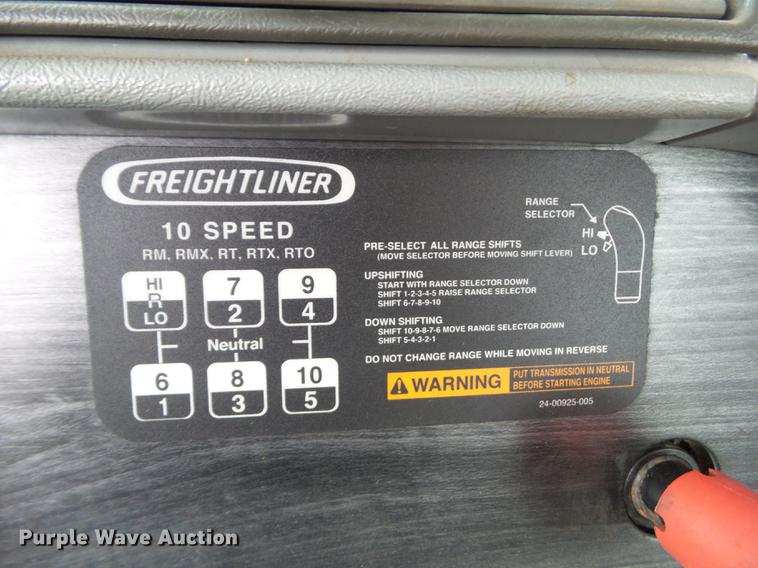 FREIGHTLINER
10 SPEED
RM, RMX, RT, RTX, RTO
HI
R
LO
7
2
9
4
Neutral
6
1
8
3
10
5
RANGE
SELECTOR
HI
LO
PRE-SELECT ALL RANGE SHIFTS
(MOVE SELECTOR BEFORE MOVING SHIFT LEVER)
UPSHIFTING
START WITH RANGE SELECTOR DOWN
SHIFT 1-2-3-4-5 RAISE RANGE SELECTOR
SHIFT 6-7-8-9-10
DOWN SHIFTING
SHIFT 10-9-8-7-6 MOVE RANGE SELECTOR DOWN
SHIFT 5-4-3-2-1
DO NOT CHANGE RANGE WHILE MOVING IN REVERSE
WARNING
PUT TRANSMISSION IN NEUTRAL
BEFORE STARTING ENGINE
24-00925-005
Purple Wave Auction